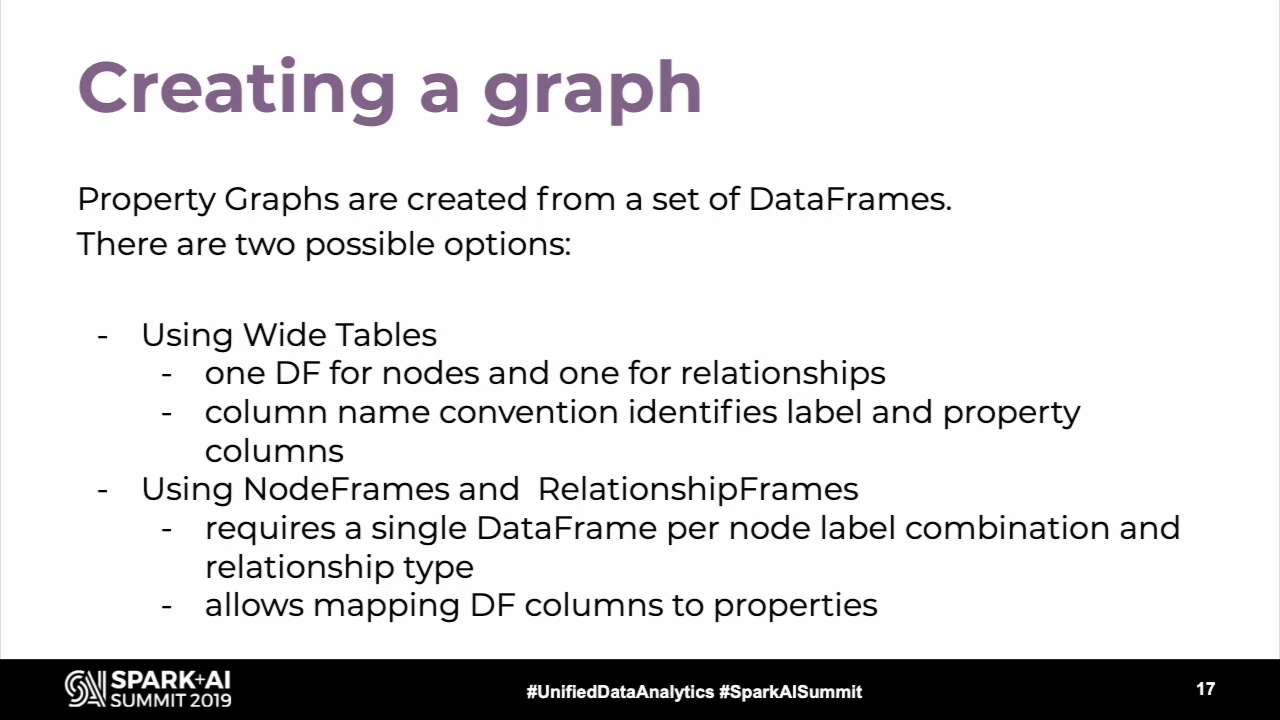 Creating a graph
Property Graphs are created from a set of DataFrames.
There are two possible options:
- Using Wide Tables
- one DF for nodes and one for relationships
- column name convention identifies label and property
columns
- Using NodeFrames and  RelationshipFrames
- requires a single DataFrame per node label combination and
relationship type
- allows mapping DF columns to properties
SPARK+AI
SUMMIT 2019
#UnifiedDataAnalytics #SparkAISummit
17